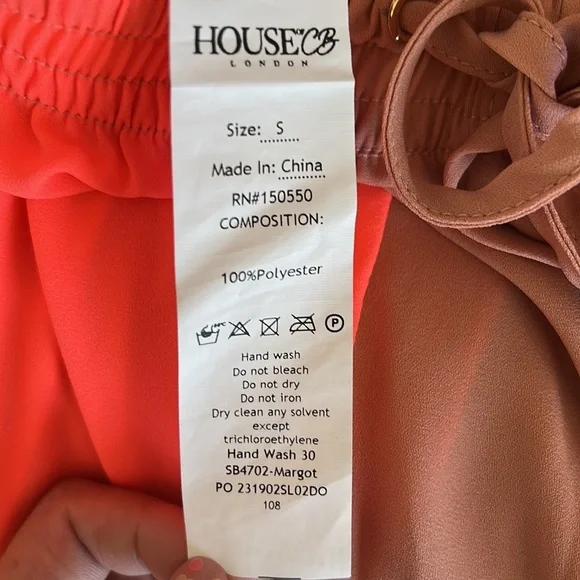 HOUSE OF CB
LONDON
Size: S
Made In: China
RN#150550
COMPOSITION:
100%Polyester
P
Hand wash
Do not bleach
Do not dry
Do not iron
Dry clean any solvent
except
trichloroethylene
Hand Wash 30
SB4702-Margot
PO 231902SL02DO
108